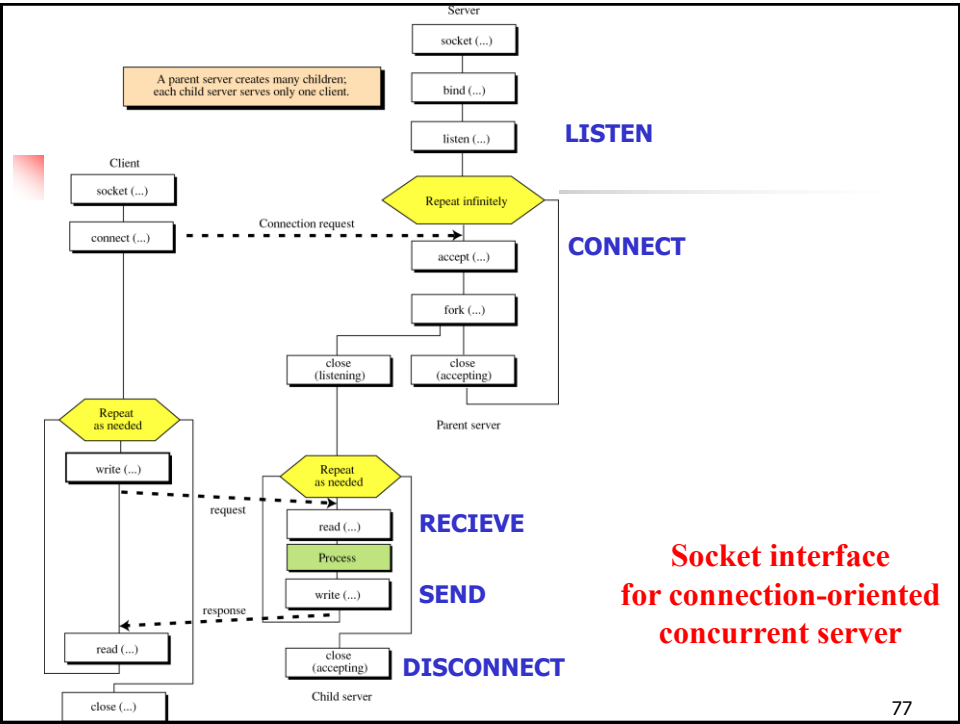 Server
socket (...)
A parent server creates many children;
each child server serves only one client.
bind (...)
listen (...)
LISTEN
Client
socket (...)
Repeat infinitely
Connection request
connect (...)
accept (...)
CONNECT
fork (...)
close
(listening)
close
(accepting)
Parent server
Repeat
as needed
write (...)
Repeat
as needed
request
read (...)
RECIEVE
Process
write (...)
SEND
response
read (...)
close
(accepting)
DISCONNECT
Child server
close (...)
Socket interface
for connection-oriented
concurrent server
77